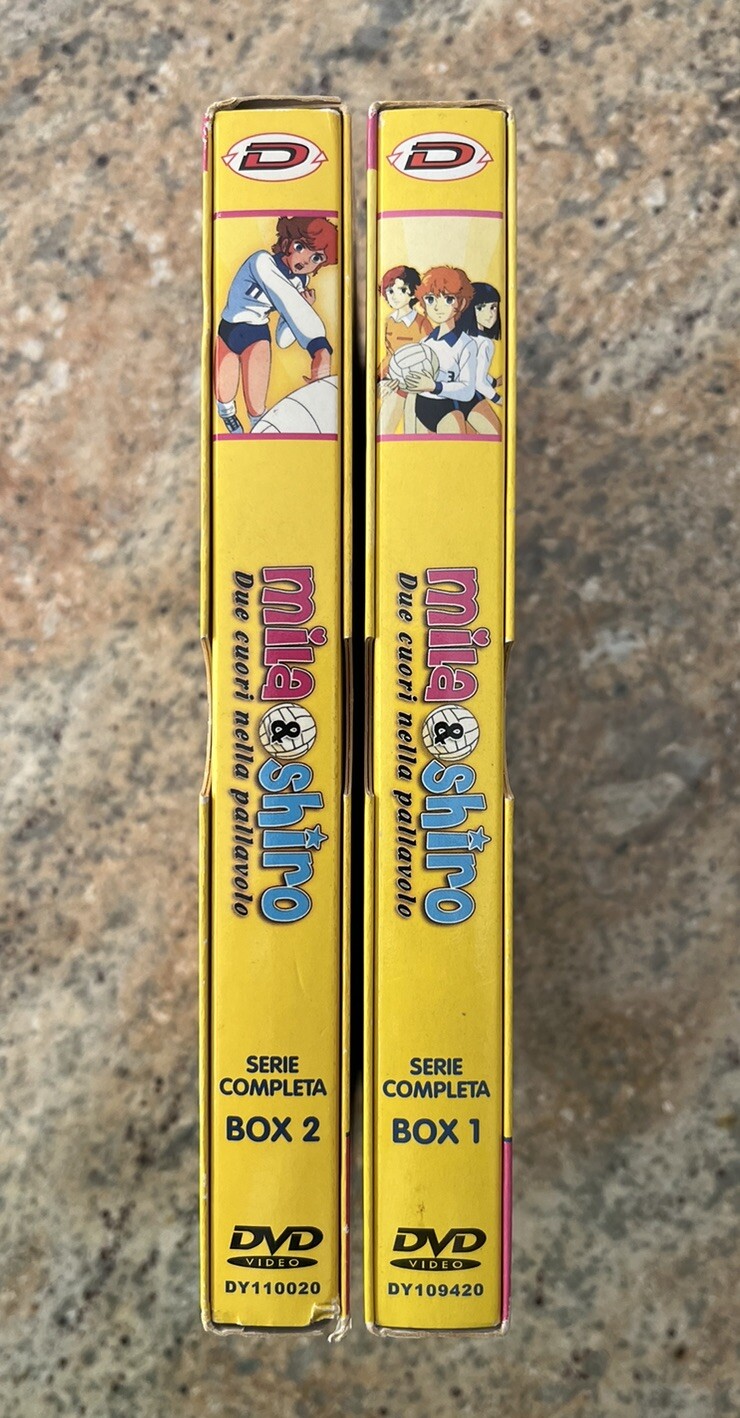 D
mila & shiro
Due cuori nella pallavolo
SERIE
COMPLETA
BOX 2
DVD
VIDEO
DY110020
D
3
mila & shiro
Due cuori nella pallavolo
SERIE
COMPLETA
BOX 1
DVD
VIDEO
DY109420